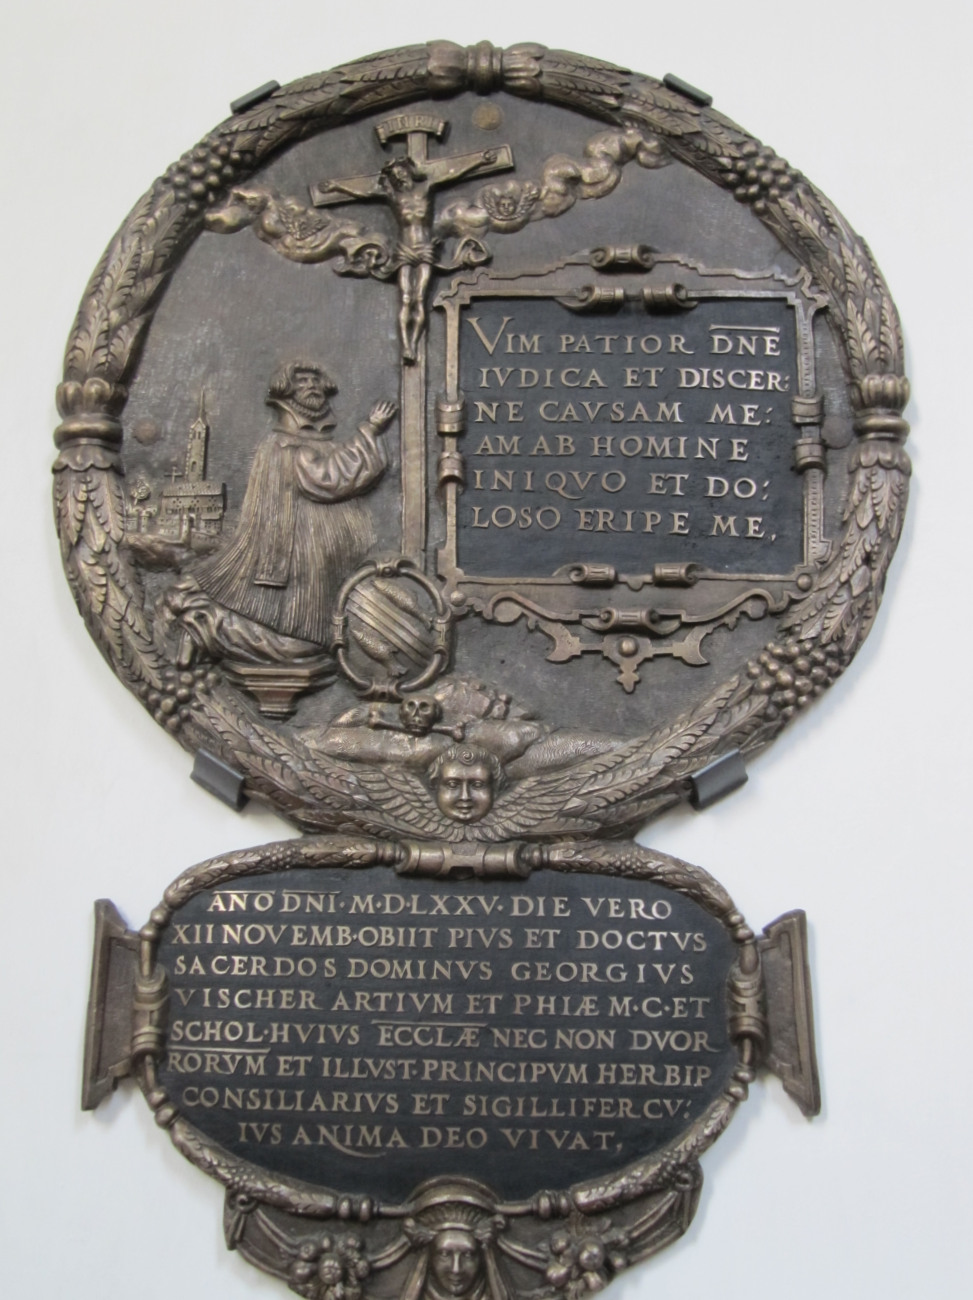 INRI
VIM PATIOR DNE
IVDICA ET DISCER:
NE CAVSAM ME:
AM AB HOMINE
INIQVO ET DO:
LOSO ERIPE ME,
ANO DNI·M·D·LXXV·DIE VERO
XII NOVEMB·OBIIT PIVS ET DOCTVS
SACERDOS DOMINVS GEORGIVS
VISCHER ARTIVM ET PHIÆ M·C·ET
SCHOL·HVIVS ECCLÆ NEC NON DVOR
RORVM ET ILLVST·PRINCIPVM HERBIP
CONSILIARIVS ET SIGILLIFER CV:
IVS ANIMA DEO VIVAT,